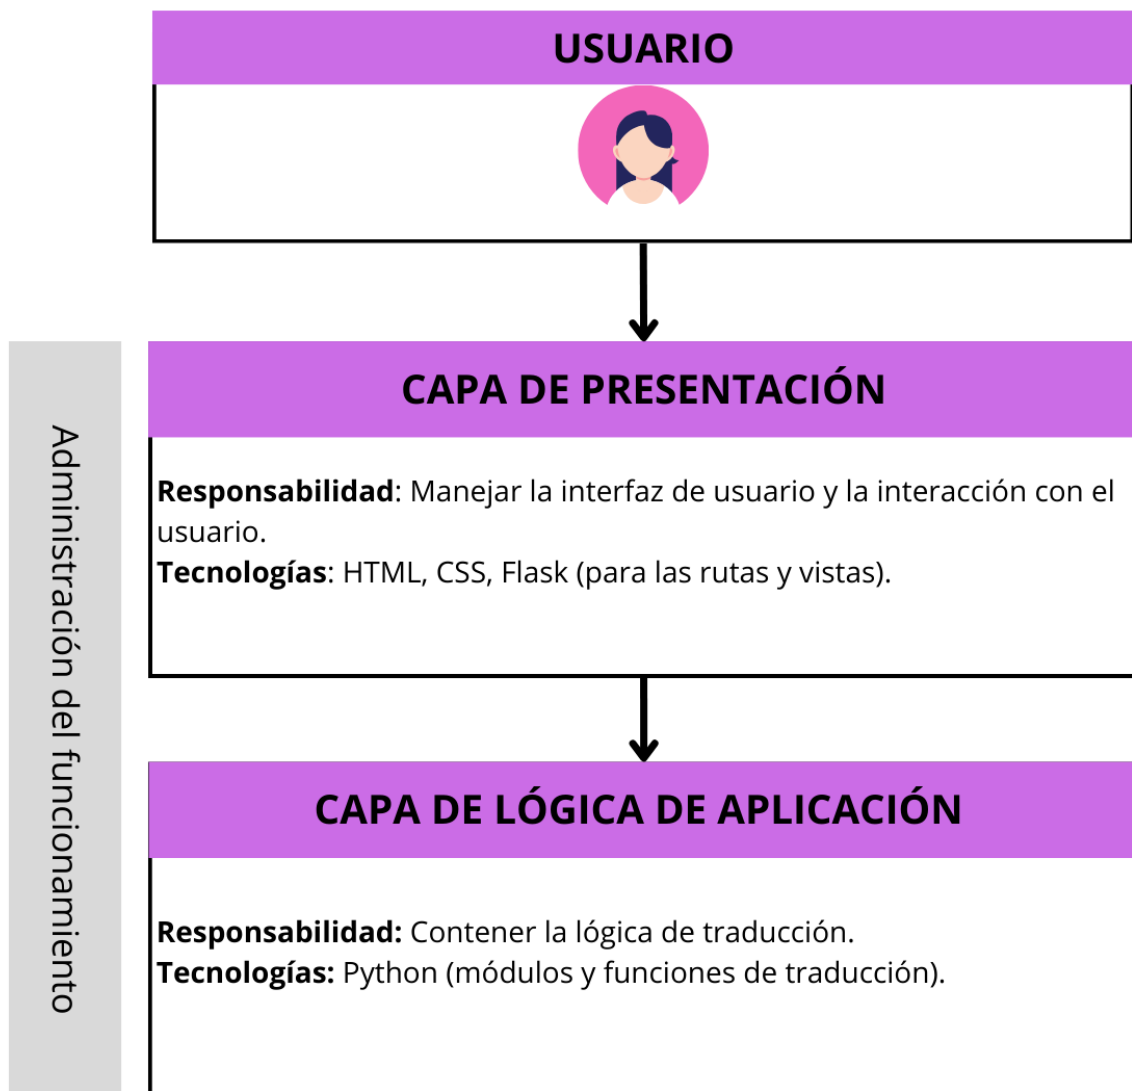 USUARIO
CAPA DE PRESENTACIÓN
Responsabilidad: Manejar la interfaz de usuario y la interacción con el
usuario.
Tecnologías: HTML, CSS, Flask (para las rutas y vistas).
Administración del funcionamiento
CAPA DE LÓGICA DE APLICACIÓN
Responsabilidad: Contener la lógica de traducción.
Tecnologías: Python (módulos y funciones de traducción).